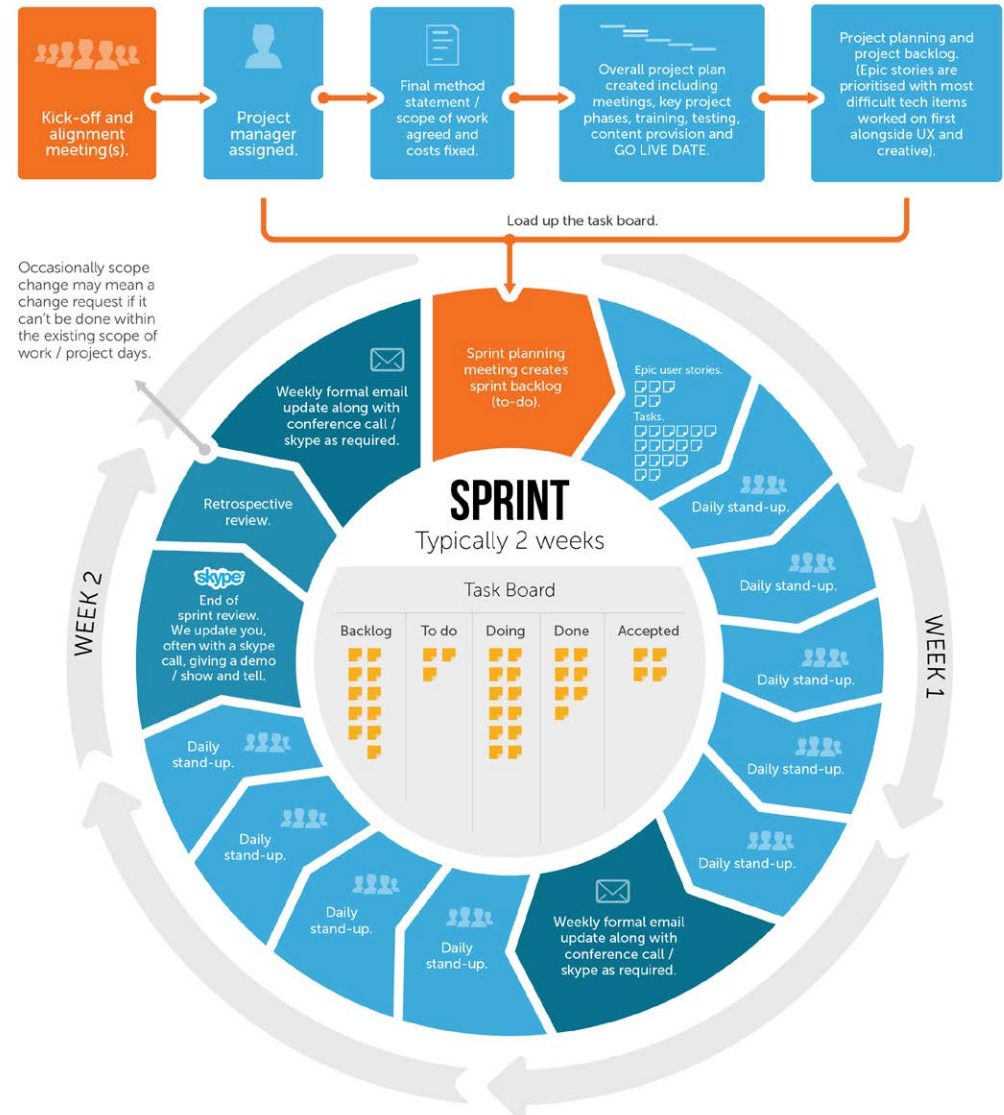 Kick-off and
alignment
meeting(s).
Project
manager
assigned.
Final method
statement /
scope of work
agreed and
costs fixed.
Overall project plan
created including
meetings, key project
phases, training, testing,
content provision and
GO LIVE DATE.
Project planning and
project backlog.
(Epic stories are
prioritised with most
difficult tech items
worked on first
alongside UX and
creative).
Load up the task board.
Occasionally scope
change may mean a
change request if it
can't be done within
the existing scope of
work / project days.
Sprint planning
meeting creates
sprint backlog
(to-do).
Epic user stories.
Tasks.
Daily stand-up.
Daily stand-up.
Daily stand-up.
Daily stand-up.
Daily stand-up.
WEEK 1
Weekly formal email
update along with
conference call /
skype as required.
Daily
stand-up.
Daily
stand-up.
Daily
stand-up.
Daily
stand-up.
skype
End of
sprint review.
We update you,
often with a skype
call, giving a demo
/ show and tell.
Retrospective
review.
WEEK 2
Weekly formal email
update along with
conference call /
skype as required.
SPRINT
Typically 2 weeks
Task Board
Backlog To do Doing Done Accepted